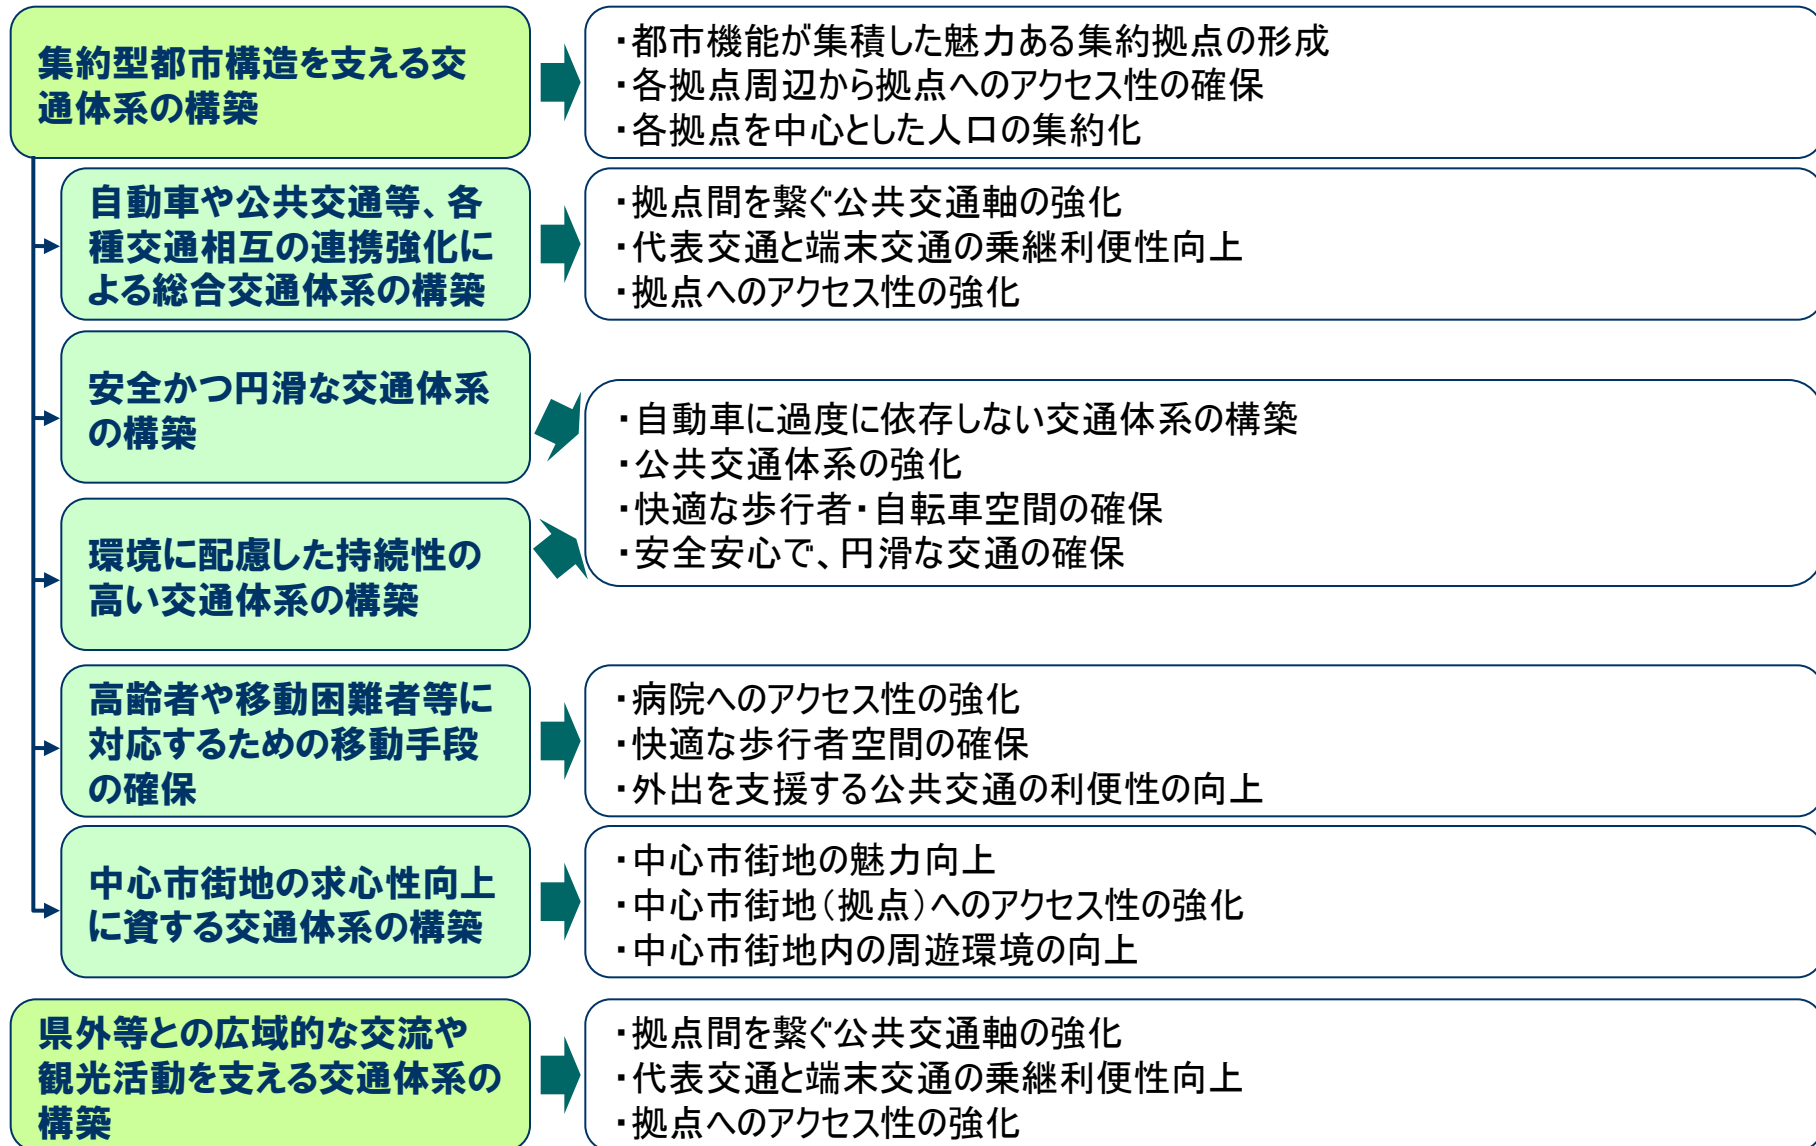 集約型都市構造を支える交
通体系の構築
・都市機能が集積した魅力ある集約拠点の形成
・各拠点周辺から拠点へのアクセス性の確保
・各拠点を中心とした人口の集約化
自動車や公共交通等、各
種交通相互の連携強化に
よる総合交通体系の構築
・拠点間を繋ぐ公共交通軸の強化
・代表交通と端末交通の乗継利便性向上
・拠点へのアクセス性の強化
安全かつ円滑な交通体系
の構築
環境に配慮した持続性の
高い交通体系の構築
・自動車に過度に依存しない交通体系の構築
・公共交通体系の強化
・快適な歩行者・自転車空間の確保
・安全安心で、円滑な交通の確保
高齢者や移動困難者等に
対応するための移動手段
の確保
・病院へのアクセス性の強化
・快適な歩行者空間の確保
・外出を支援する公共交通の利便性の向上
中心市街地の求心性向上
に資する交通体系の構築
・中心市街地の魅力向上
・中心市街地(拠点)へのアクセス性の強化
・中心市街地内の周遊環境の向上
県外等との広域的な交流や
観光活動を支える交通体系の
構築
・拠点間を繋ぐ公共交通軸の強化
・代表交通と端末交通の乗継利便性向上
・拠点へのアクセス性の強化